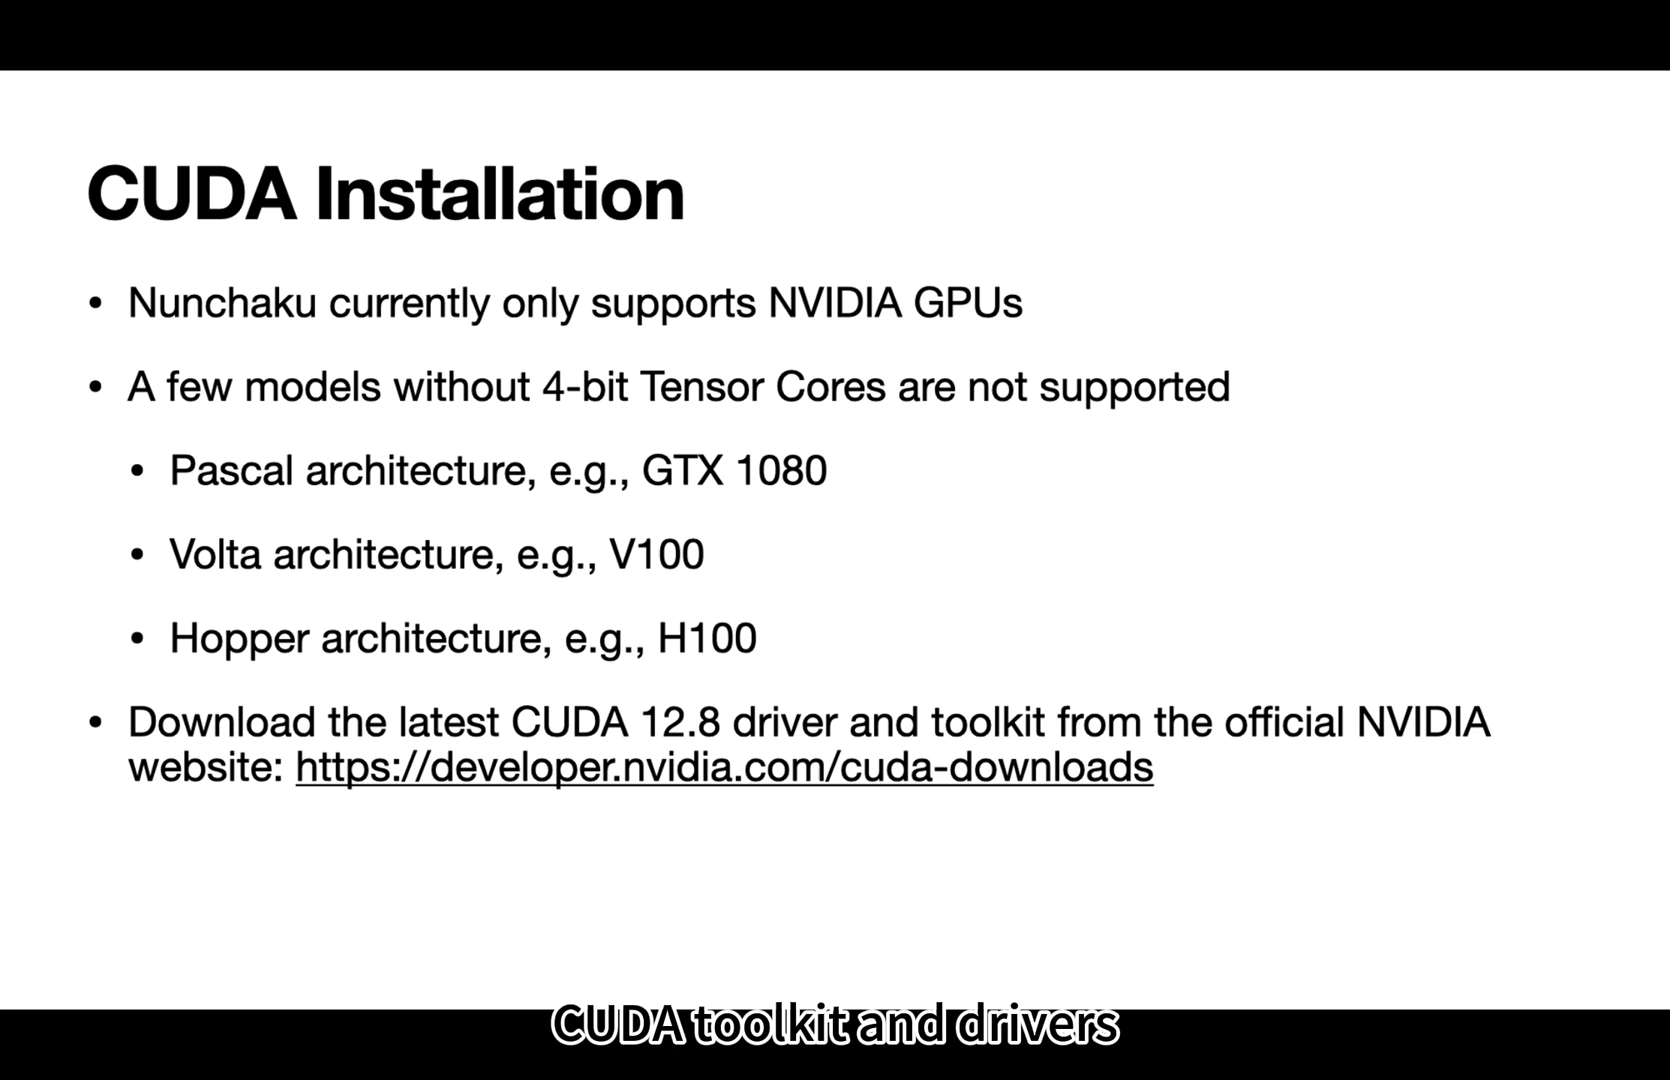 CUDA Installation
• Nunchaku currently only supports NVIDIA GPUs
• A few models without 4-bit Tensor Cores are not supported
• Pascal architecture, e.g., GTX 1080
• Volta architecture, e.g., V100
• Hopper architecture, e.g., H100
• Download the latest CUDA 12.8 driver and toolkit from the official NVIDIA
website: https://developer.nvidia.com/cuda-downloads
CUDA toolkit and drivers